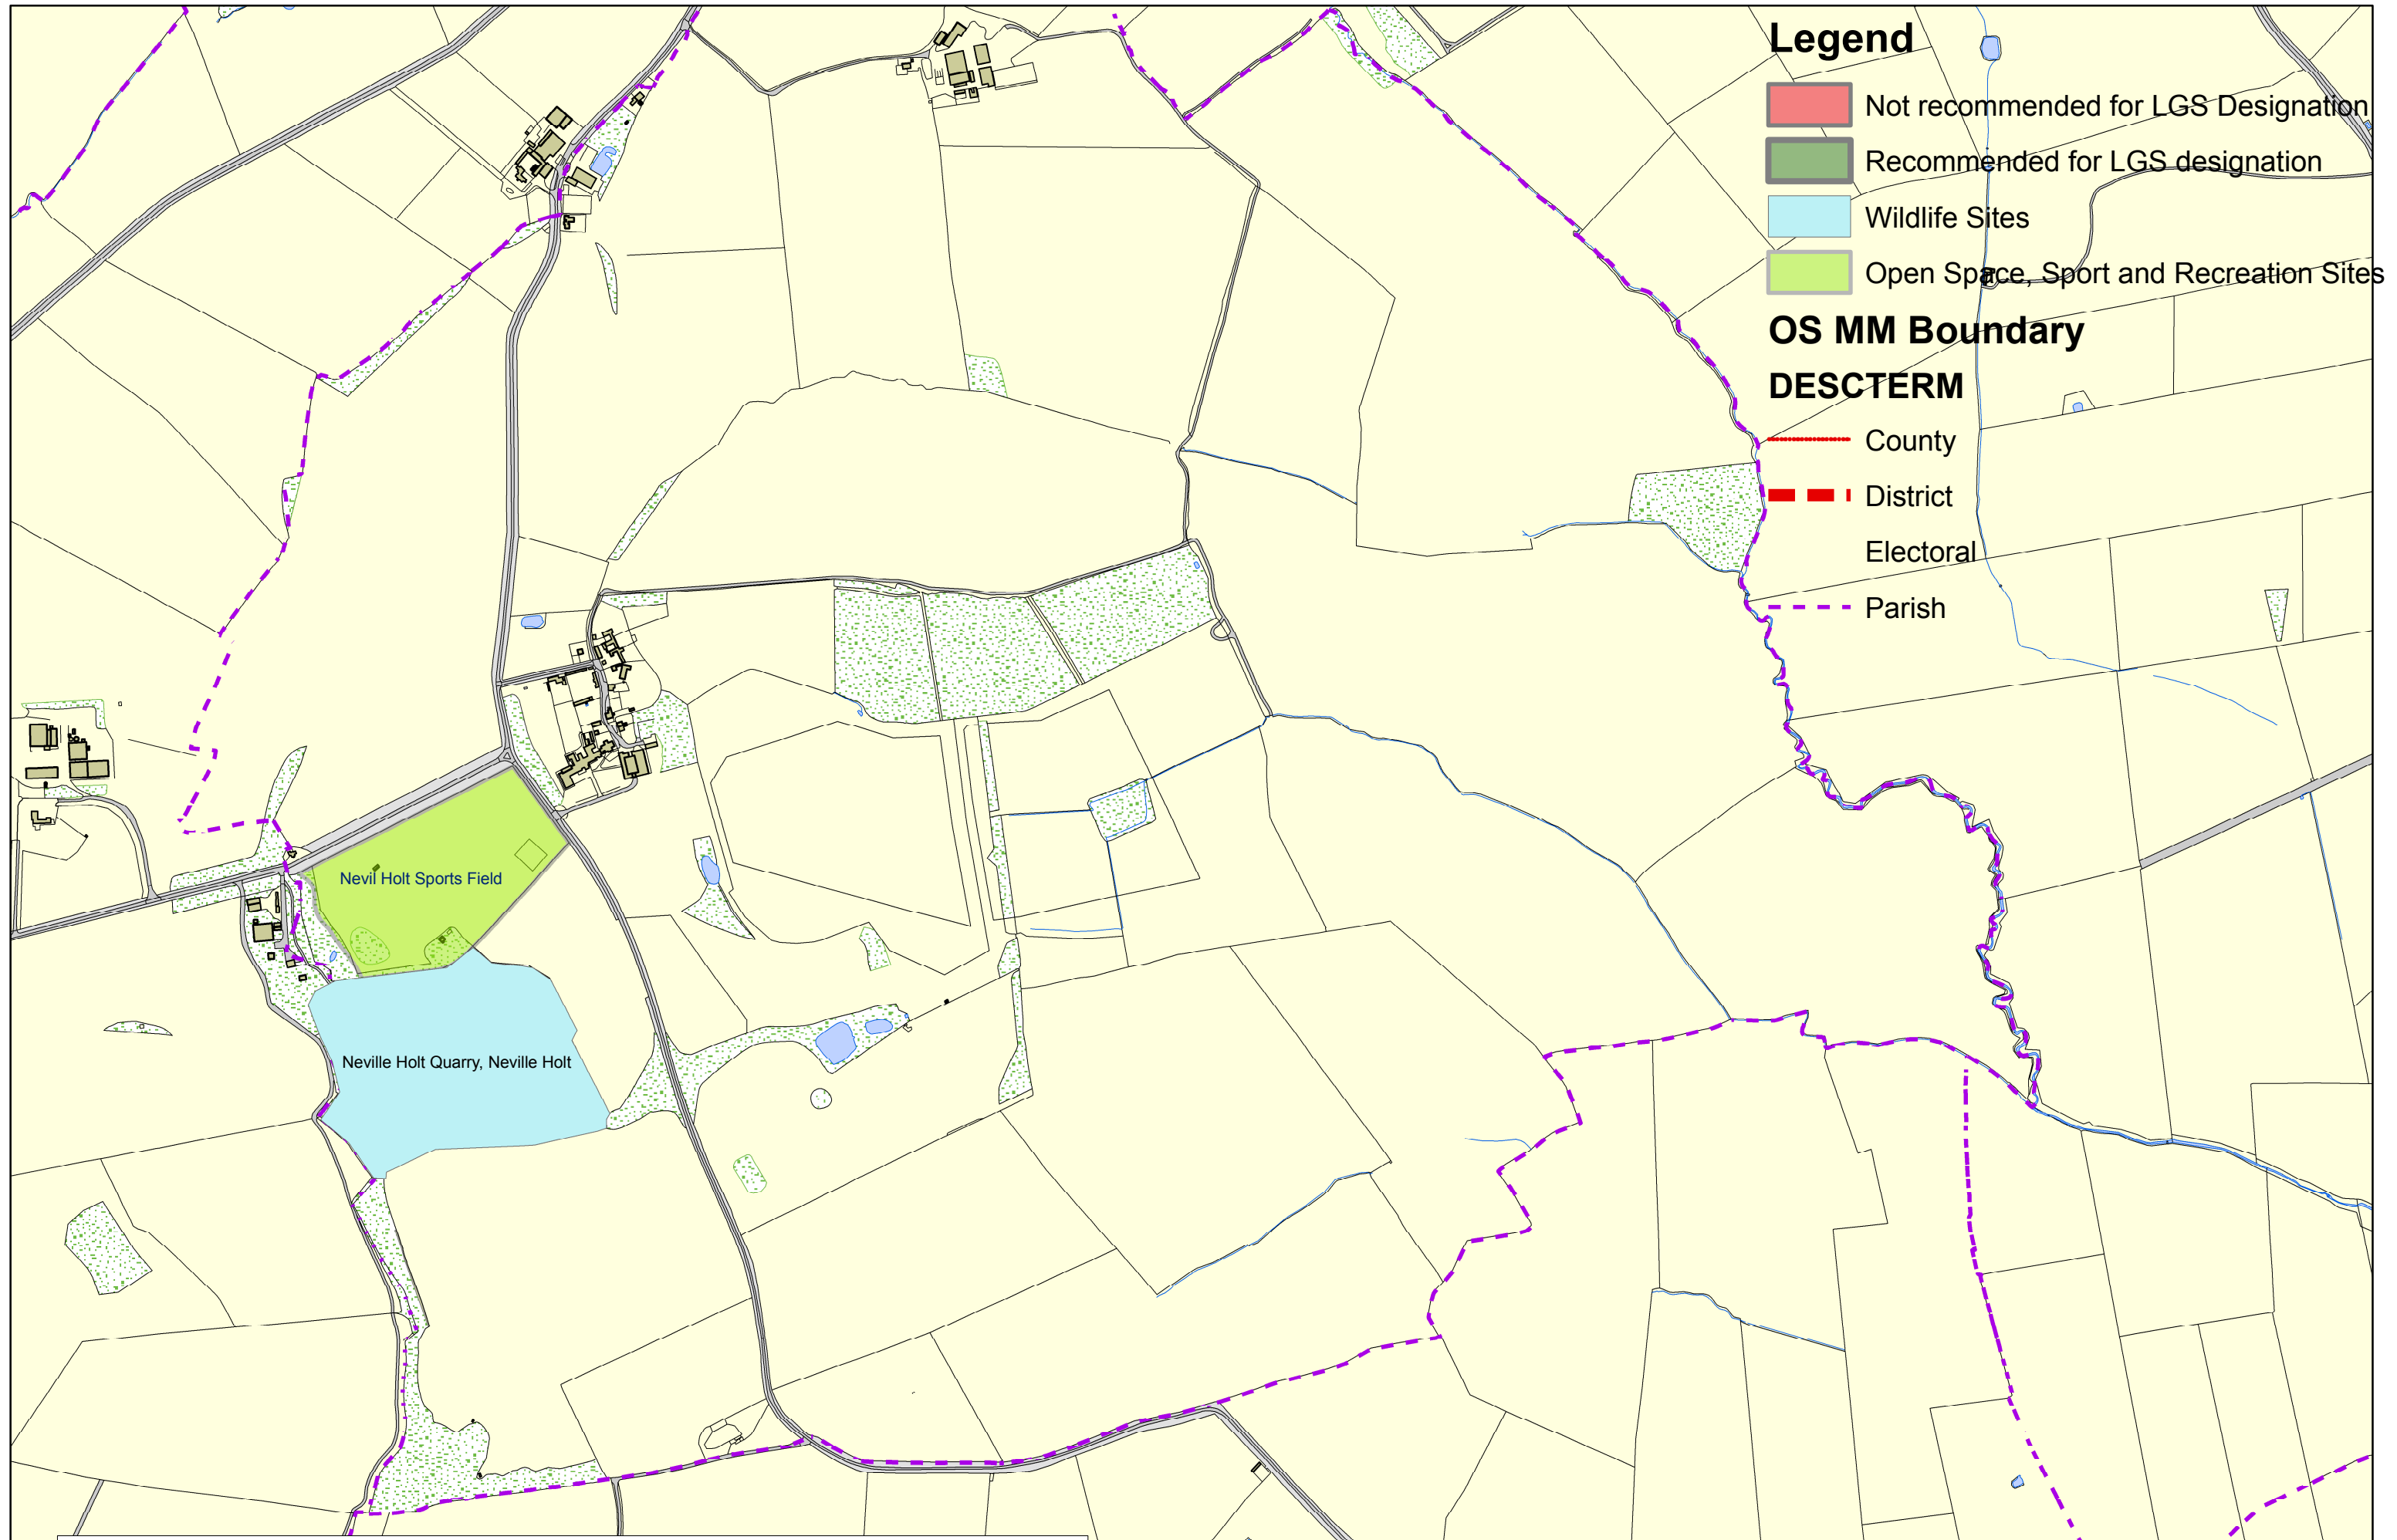 Legend
Not recommended for LGS Designation
Recommended for LGS designation
Wildlife Sites
Open Space, Sport and Recreation Sites
OS MM Boundary
DESCTERM
County
District
Electoral
Parish
Nevil Holt Sports Field
Neville Holt Quarry, Neville Holt